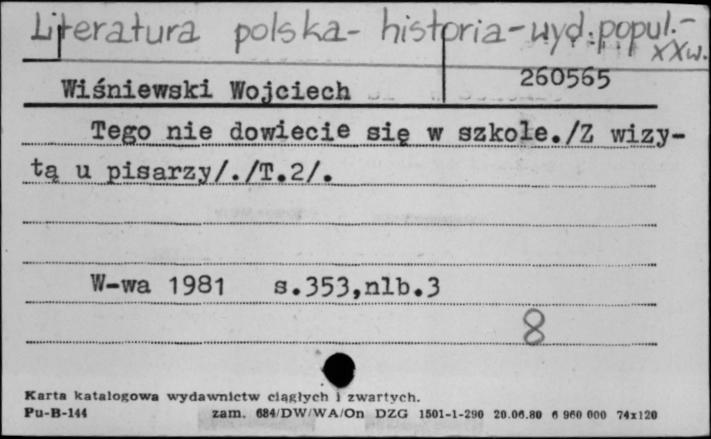 Literatura polska - historia - wyd. popul. -
XX w.
260565
Wiśniewski Wojciech
Tego nie dowiecie się w szkole./Z wizy-
tą u pisarzy/./T.2/.
W-wa 1981 s.353,nlb.3
8
Karta katalogowa wydawnictw ciągłych i zwartych.
Pu-B-144 zam. 684/DW/WA/On DZG 1501-1-290 20.06.80 6 960 000 74x120